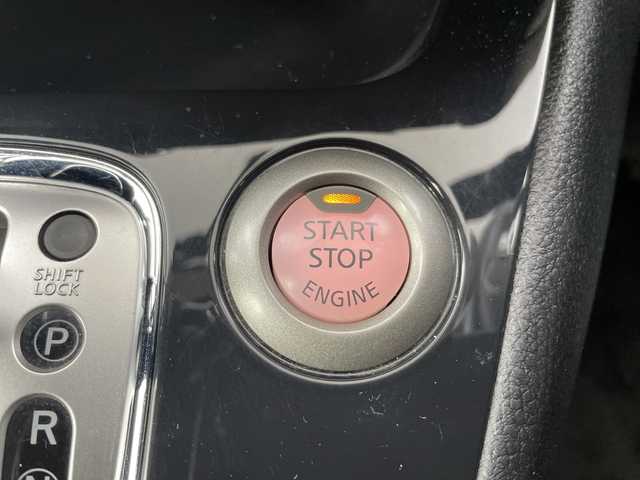 START
STOP
ENGINE
SHIFT
LOCK
P
R
N